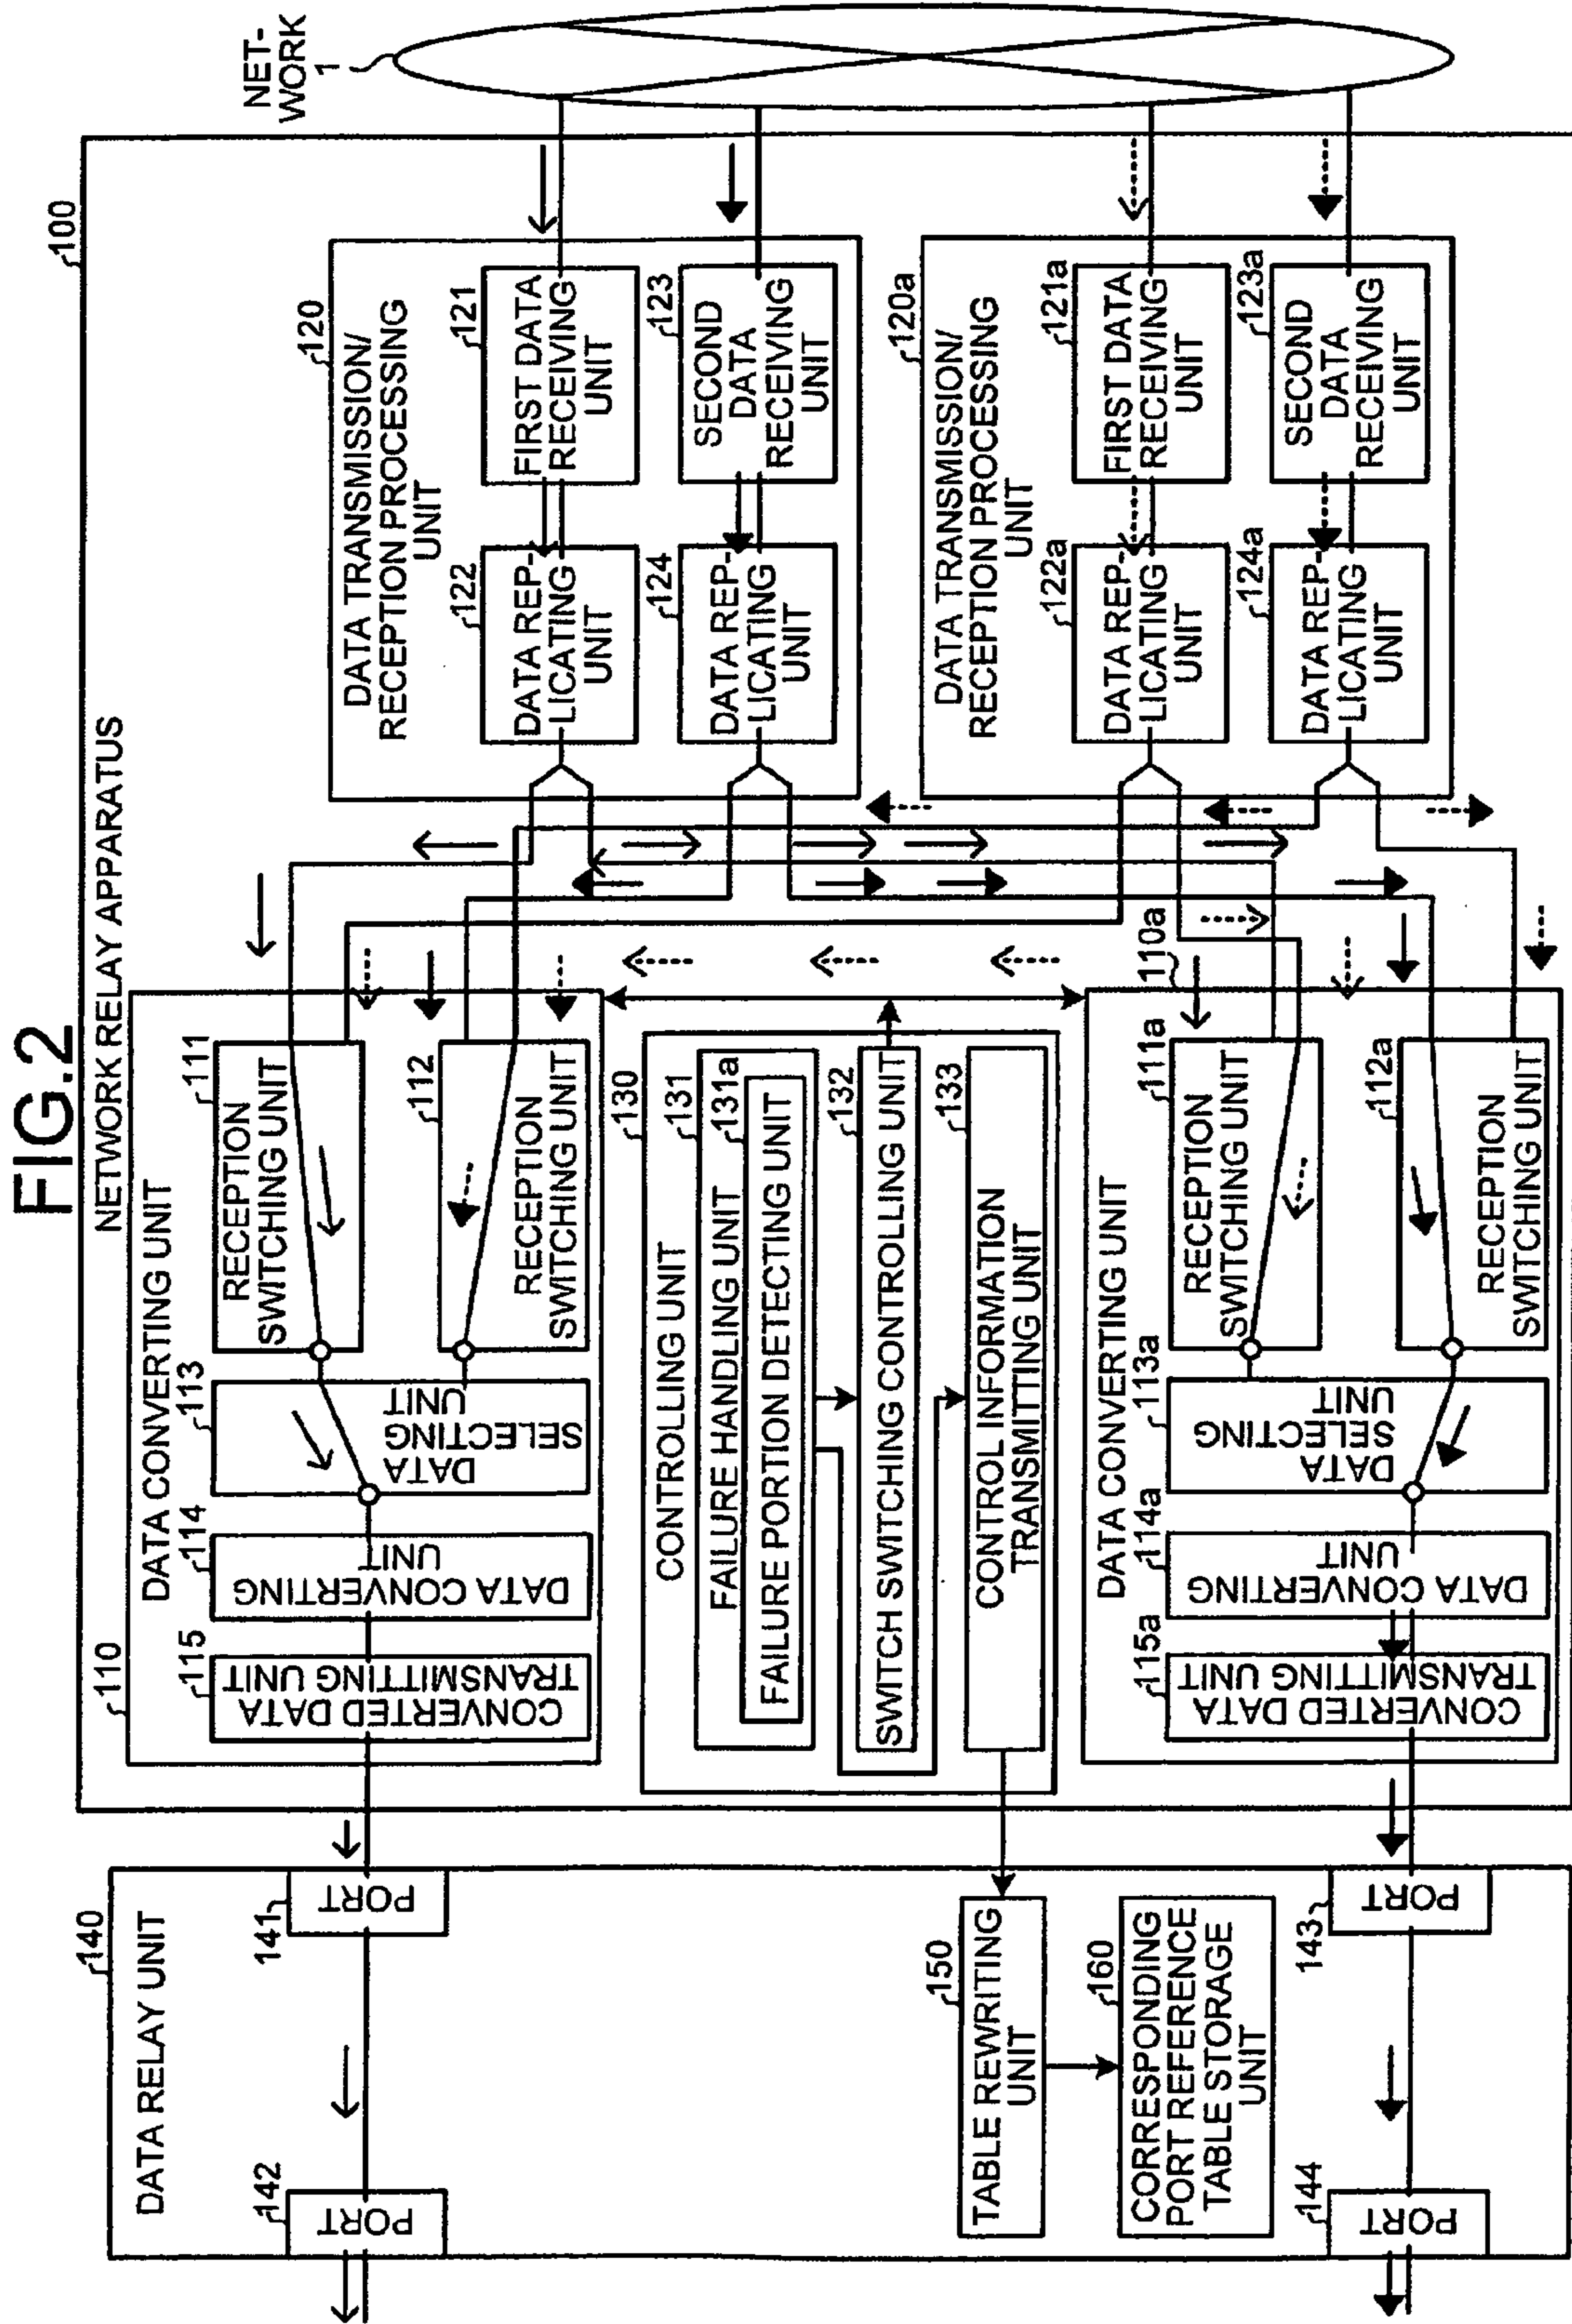 FIG.2
NETWORK RELAY APPARATUS
100
NET-
WORK
1
140
DATA RELAY UNIT
142
PORT
141
PORT
150
TABLE REWRITING
UNIT
160
CORRESPONDING
PORT REFERENCE
TABLE STORAGE
UNIT
144
PORT
143
PORT
110
DATA CONVERTING UNIT
115
CONVERTED DATA
TRANSMITTING UNIT
114
DATA CONVERTING
UNIT
113
DATA
SELECTING
UNIT
111
RECEPTION
SWITCHING UNIT
112
RECEPTION
SWITCHING UNIT
130
CONTROLLING UNIT
131
FAILURE HANDLING UNIT
131a
FAILURE PORTION DETECTING UNIT
132
SWITCH SWITCHING CONTROLLING UNIT
133
CONTROL INFORMATION
TRANSMITTING UNIT
110a
DATA CONVERTING UNIT
115a
CONVERTED DATA
TRANSMITTING UNIT
114a
DATA CONVERTING
UNIT
113a
DATA
SELECTING
UNIT
111a
RECEPTION
SWITCHING UNIT
112a
RECEPTION
SWITCHING UNIT
120
DATA TRANSMISSION/
RECEPTION PROCESSING
UNIT
122
DATA REP-
LICATING
UNIT
121
FIRST DATA
RECEIVING
UNIT
124
DATA REP-
LICATING
UNIT
123
SECOND
DATA
RECEIVING
UNIT
120a
DATA TRANSMISSION/
RECEPTION PROCESSING
UNIT
122a
DATA REP-
LICATING
UNIT
121a
FIRST DATA
RECEIVING
UNIT
124a
DATA REP-
LICATING
UNIT
123a
SECOND
DATA
RECEIVING
UNIT